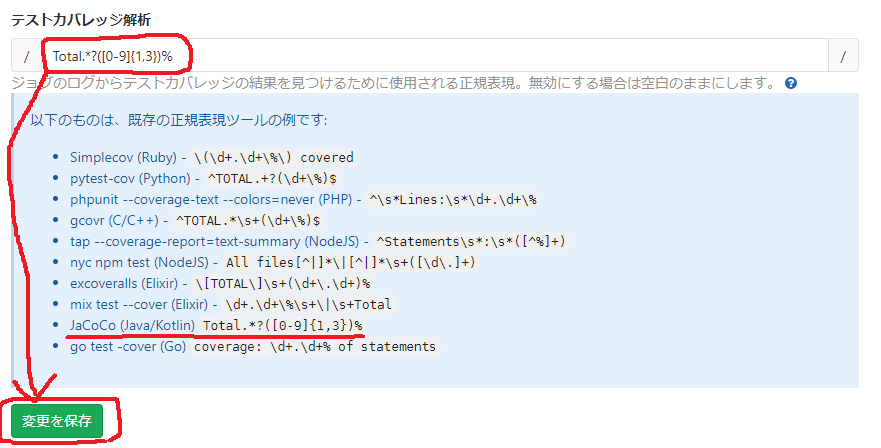 テストカバレッジ解析
/ Total.*?([0-9]{1,3})% /
ジョブのログからテストカバレッジの結果を見つけるために使用される正規表現。無効にする場合は空白のままにします。 ?
以下のものは、既存の正規表現ツールの例です:
• Simplecov (Ruby) - \(\d+.\d+\%\) covered
• pytest-cov (Python) - ^TOTAL.+?(\d+\%)$
• phpunit --coverage-text --colors=never (PHP) - ^\s*Lines:\s*\d+.\d+\%
• gcovr (C/C++) - ^TOTAL.*\s+(\d+\%)$
• tap --coverage-report=text-summary (NodeJS) - ^Statements\s*:\s*([^%]+)
• nyc npm test (NodeJS) - All files[^|]*\|[^|]*\s+([\d\.]+)
• excoveralls (Elixir) - \[TOTAL\]\s+(\d+\.\d+)%
• mix test --cover (Elixir) - \d+.\d+\%\s+\|\s+Total
• JaCoCo (Java/Kotlin) Total.*?([0-9]{1,3})%
• go test -cover (Go) coverage: \d+.\d+% of statements
変更を保存